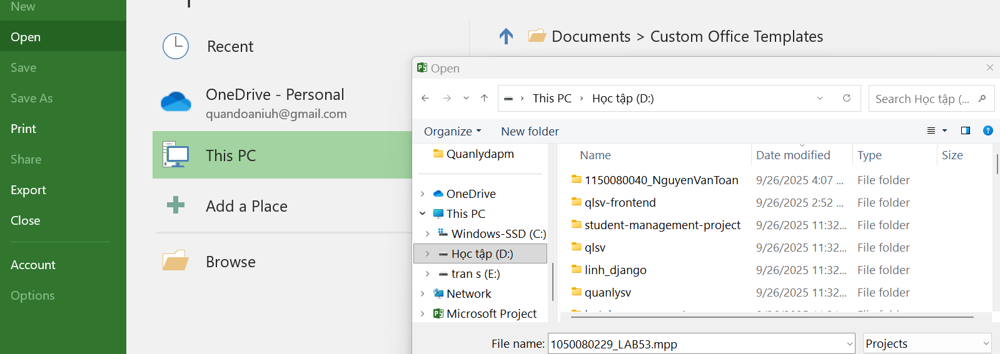 New
Open
Save
Save As
Print
Share
Export
Close
Account
Options
Recent
OneDrive - Personal
quandoaniuh@gmail.com
This PC
Add a Place
Browse
Documents > Custom Office Templates
Open
This PC > Học tập (D:)
Search Học tập (...
Organize
New folder
Quanlydapm
OneDrive
This PC
Windows-SSD (C:)
Học tập (D:)
tran s (E:)
Network
Microsoft Project
Name Date modified Type Size
1150080040_NguyenVanToan 9/26/2025 4:07 ... File folder
qlsv-frontend 9/26/2025 2:52 ... File folder
student-management-project 9/26/2025 11:32... File folder
qlsv 9/26/2025 11:32... File folder
linh_django 9/26/2025 11:32... File folder
quanlysv 9/26/2025 11:32... File folder
File name: 1050080229_LAB53.mpp
Projects